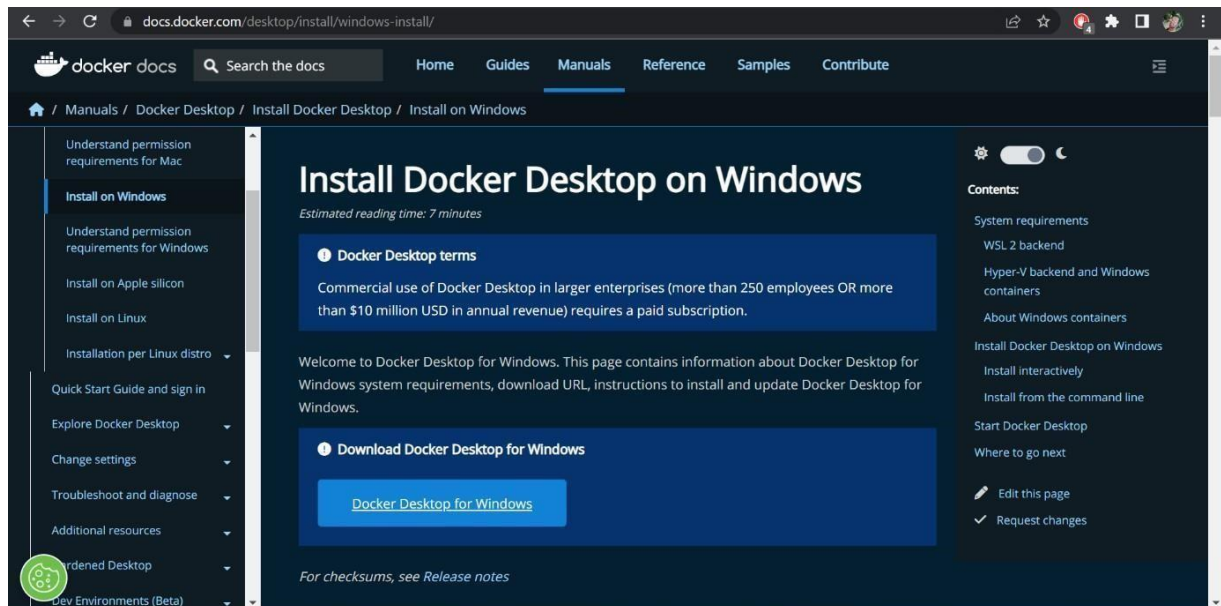 docs.docker.com/desktop/install/windows-install/
4
docker docs
Search the docs
Home Guides Manuals Reference Samples Contribute
/ Manuals / Docker Desktop / Install Docker Desktop / Install on Windows
Understand permission
requirements for Mac
Install on Windows
Understand permission
requirements for Windows
Install on Apple silicon
Install on Linux
Installation per Linux distro
Quick Start Guide and sign in
Explore Docker Desktop
Change settings
Troubleshoot and diagnose
Additional resources
rdened Desktop
Dev Environments (Beta)
Install Docker Desktop on Windows
Estimated reading time: 7 minutes
Docker Desktop terms
Commercial use of Docker Desktop in larger enterprises (more than 250 employees OR more
than $10 million USD in annual revenue) requires a paid subscription.
Welcome to Docker Desktop for Windows. This page contains information about Docker Desktop for
Windows system requirements, download URL, instructions to install and update Docker Desktop for
Windows.
Download Docker Desktop for Windows
Docker Desktop for Windows
For checksums, see Release notes
Contents:
System requirements
WSL 2 backend
Hyper-V backend and Windows
containers
About Windows containers
Install Docker Desktop on Windows
Install interactively
Install from the command line
Start Docker Desktop
Where to go next
Edit this page
Request changes